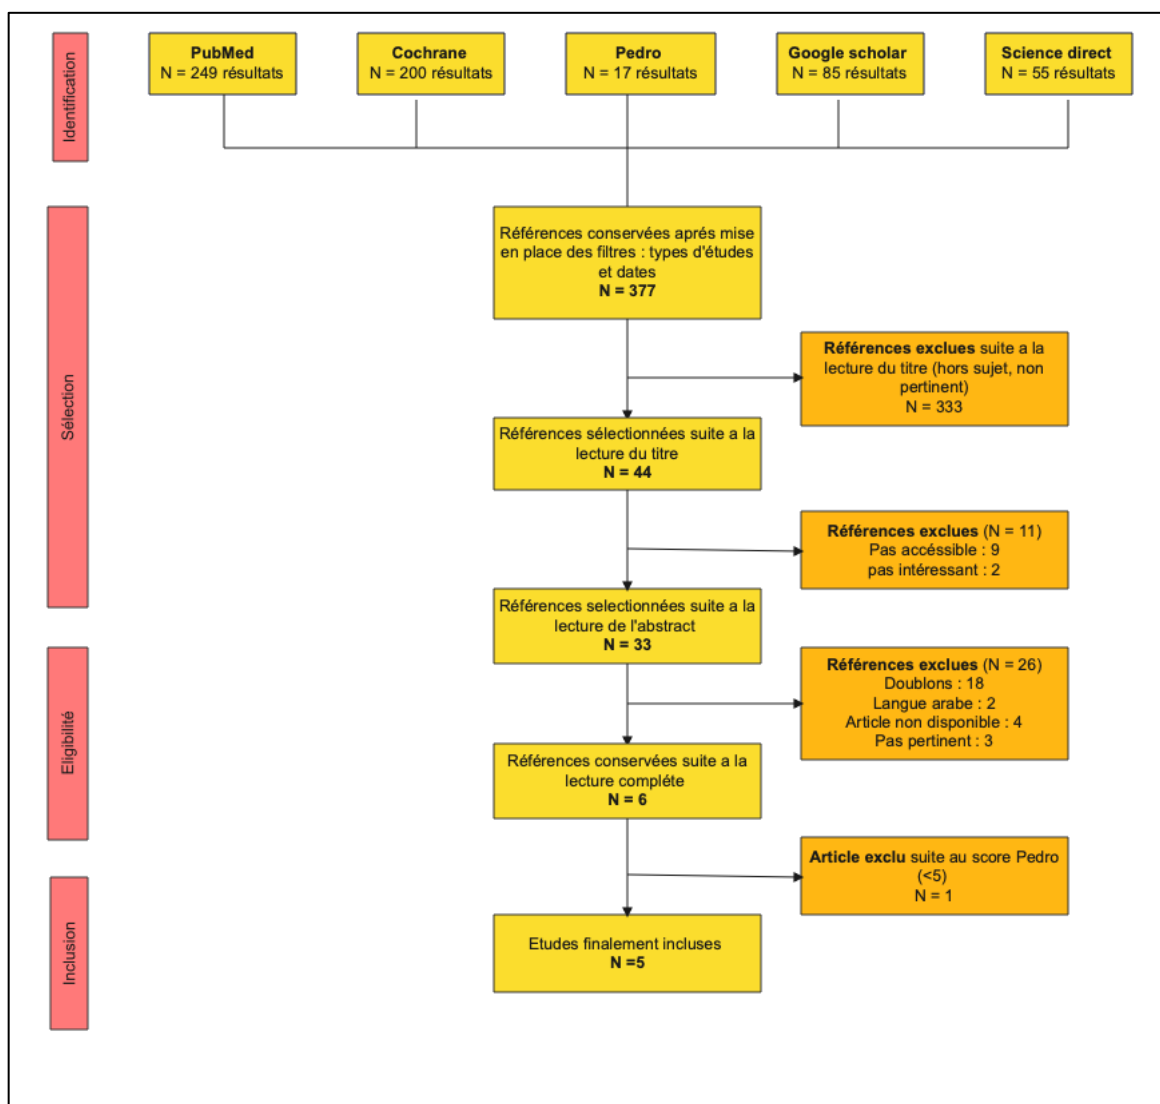 Identification
PubMed
N = 249 résultats
Cochrane
N = 200 résultats
Pedro
N = 17 résultats
Google scholar
N = 85 résultats
Science direct
N = 55 résultats
Sélection
Références conservées aprés mise
en place des filtres : types d'études
et dates
N = 377
Références exclues suite a la
lecture du titre (hors sujet, non
pertinent)
N = 333
Références sélectionnées suite a la
lecture du titre
N = 44
Références exclues (N = 11)
Pas accéssible : 9
pas intéressant : 2
Références selectionnées suite a la
lecture de l'abstract
N = 33
Eligibilité
Références exclues (N = 26)
Doublons : 18
Langue arabe : 2
Article non disponible : 4
Pas pertinent : 3
Références conservées suite a la
lecture compléte
N = 6
Article exclu suite au score Pedro
(<5)
N = 1
Inclusion
Etudes finalement incluses
N =5